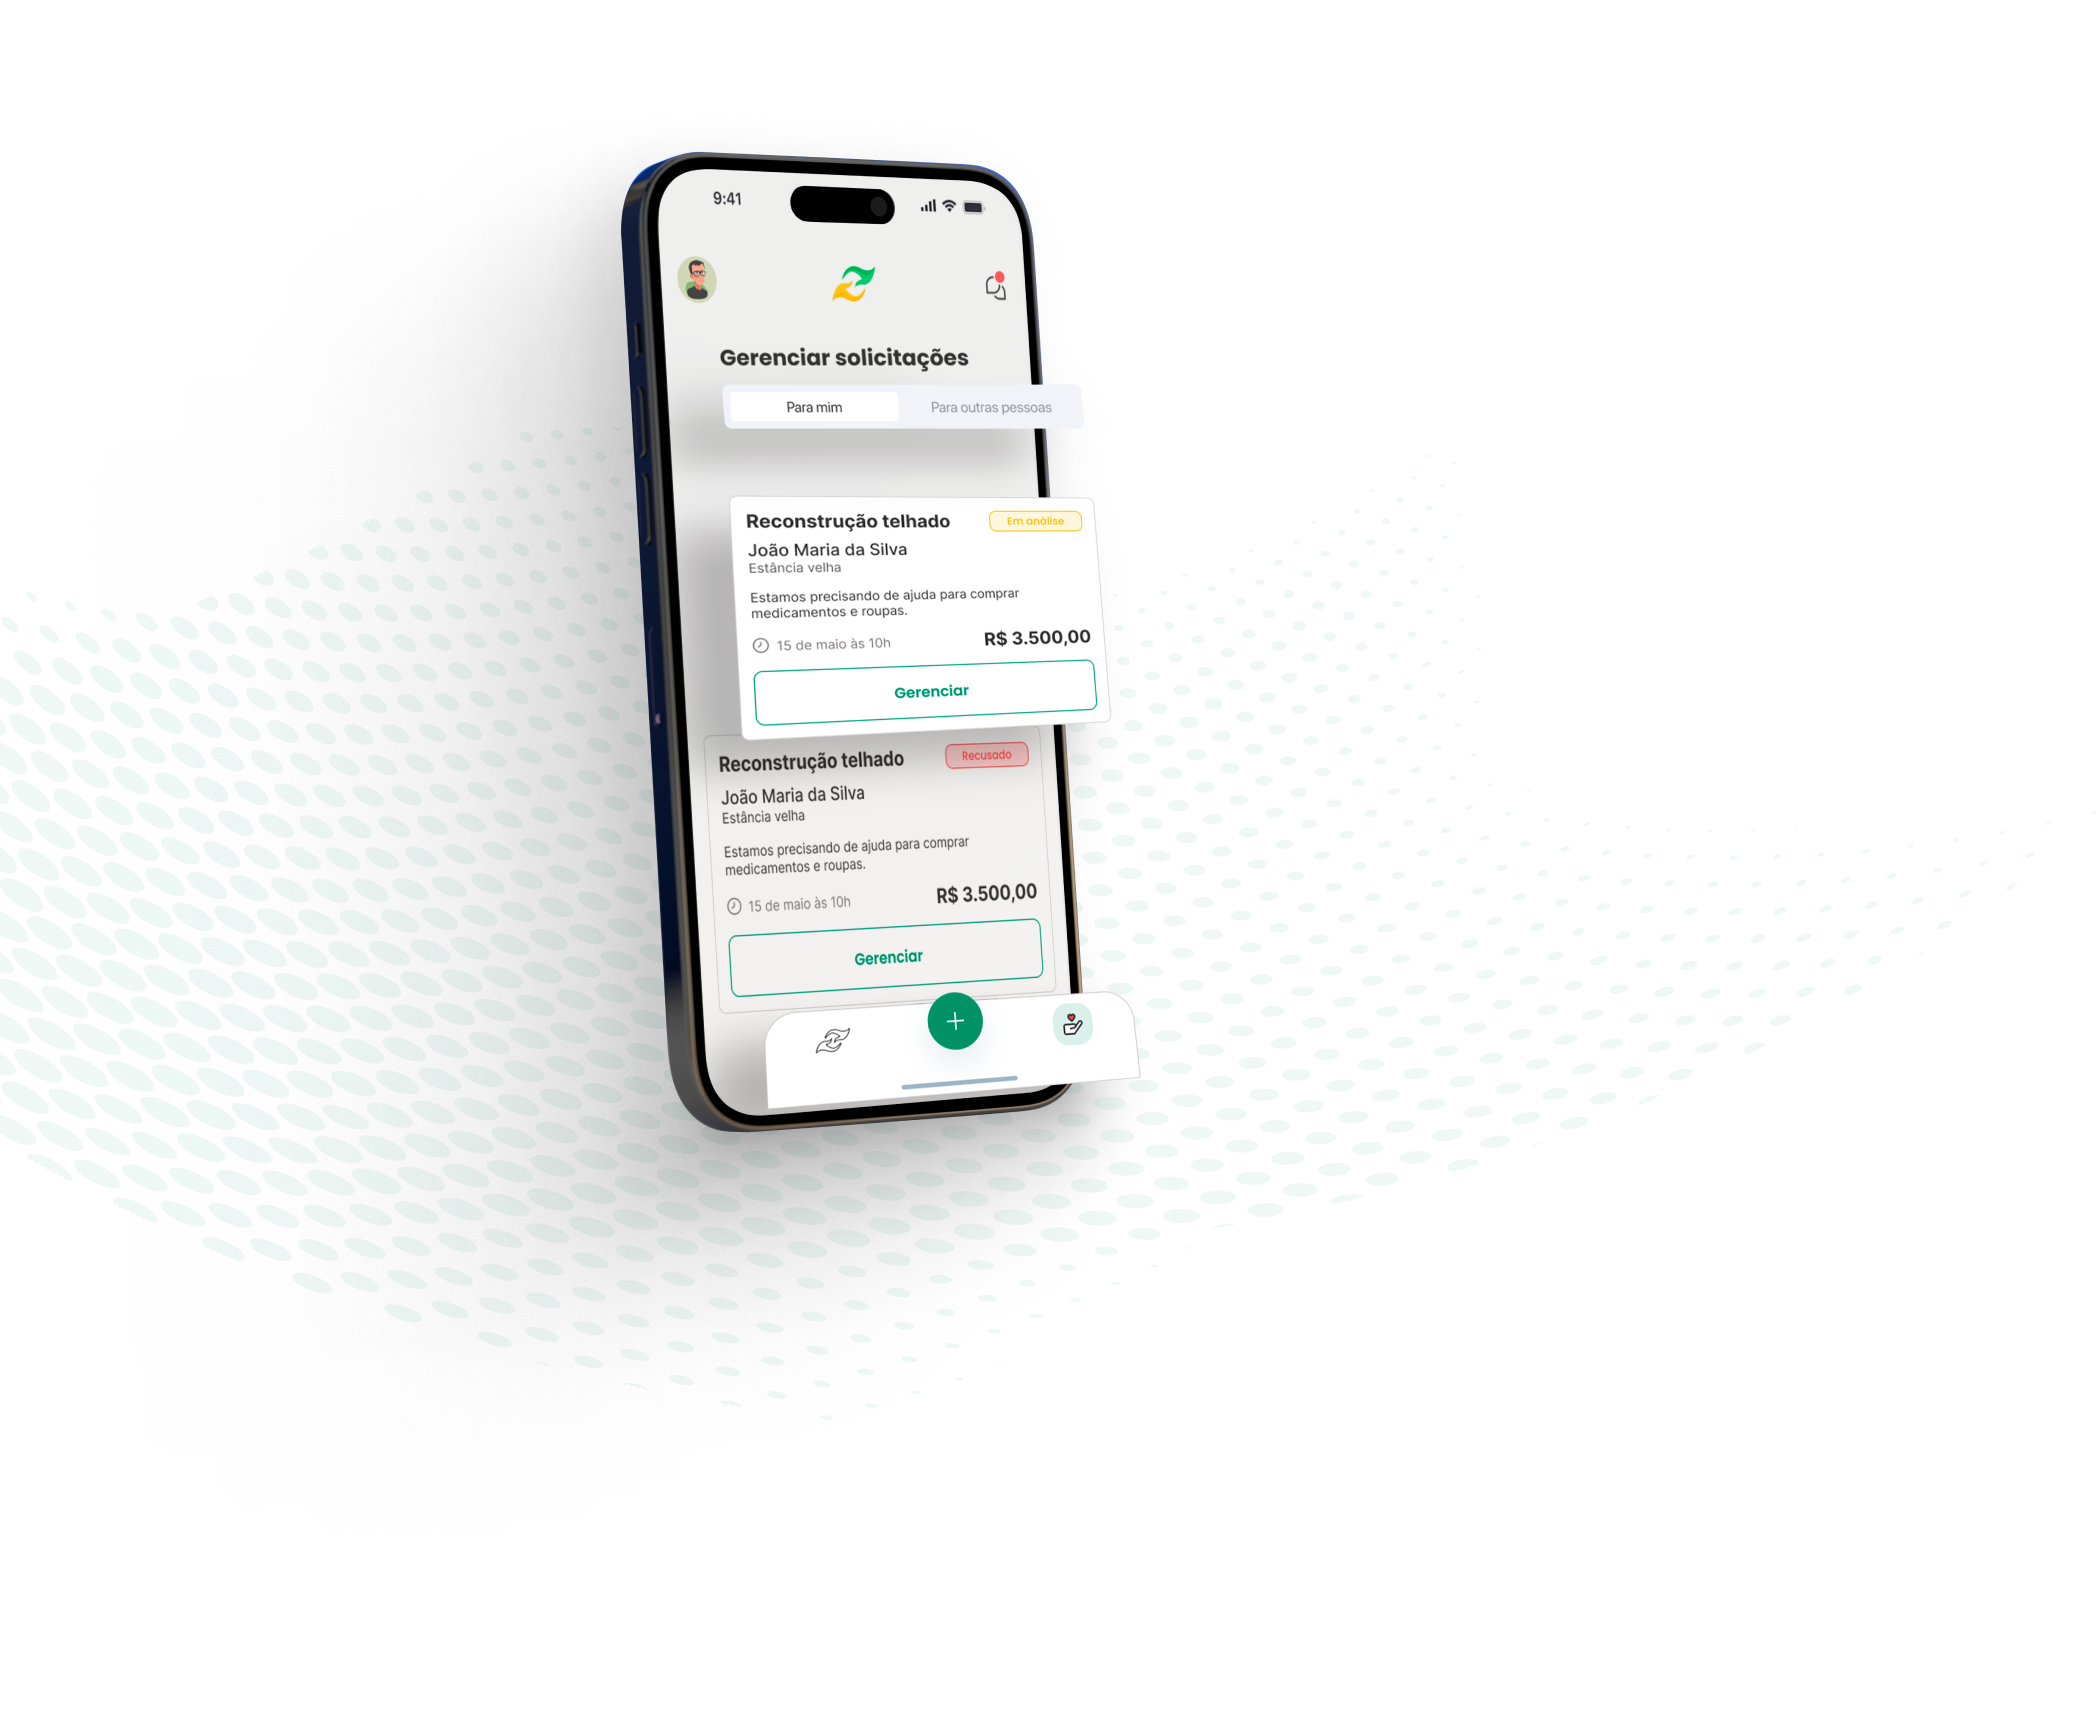 9:41
Gerenciar solicitações
Para mim
Para outras pessoas
Reconstrução telhado
Em análise
João Maria da Silva
Estância velha
Estamos precisando de ajuda para comprar
medicamentos e roupas.
15 de maio às 10h
R$ 3.500,00
Gerenciar
Reconstrução telhado
Recusado
João Maria da Silva
Estância velha
Estamos precisando de ajuda para comprar
medicamentos e roupas.
15 de maio às 10h
R$ 3.500,00
Gerenciar